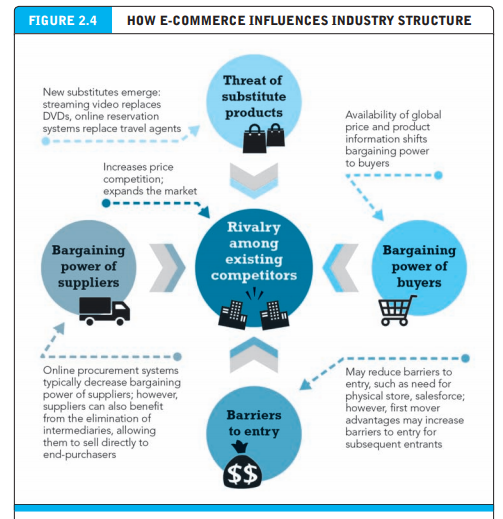 FIGURE 2.4
HOW E-COMMERCE INFLUENCES INDUSTRY STRUCTURE
Threat of
substitute
products
New substitutes emerge:
streaming video replaces
DVDs, online reservation
systems replace travel agents
Availability of global
price and product
information shifts
bargaining power
to buyers
Increases price
competition;
expands the market
Rivalry
among
existing
competitors
Bargaining
power of
suppliers
Bargaining
power of
buyers
Online procurement systems
typically decrease bargaining
power of suppliers; however,
suppliers can also benefit
from the elimination of
intermediaries, allowing
them to sell directly to
end-purchasers
May reduce barriers to
entry, such as need for
physical store, salesforce;
however, first mover
advantages may increase
barriers to entry for
subsequent entrants
Barriers
to entry
$$